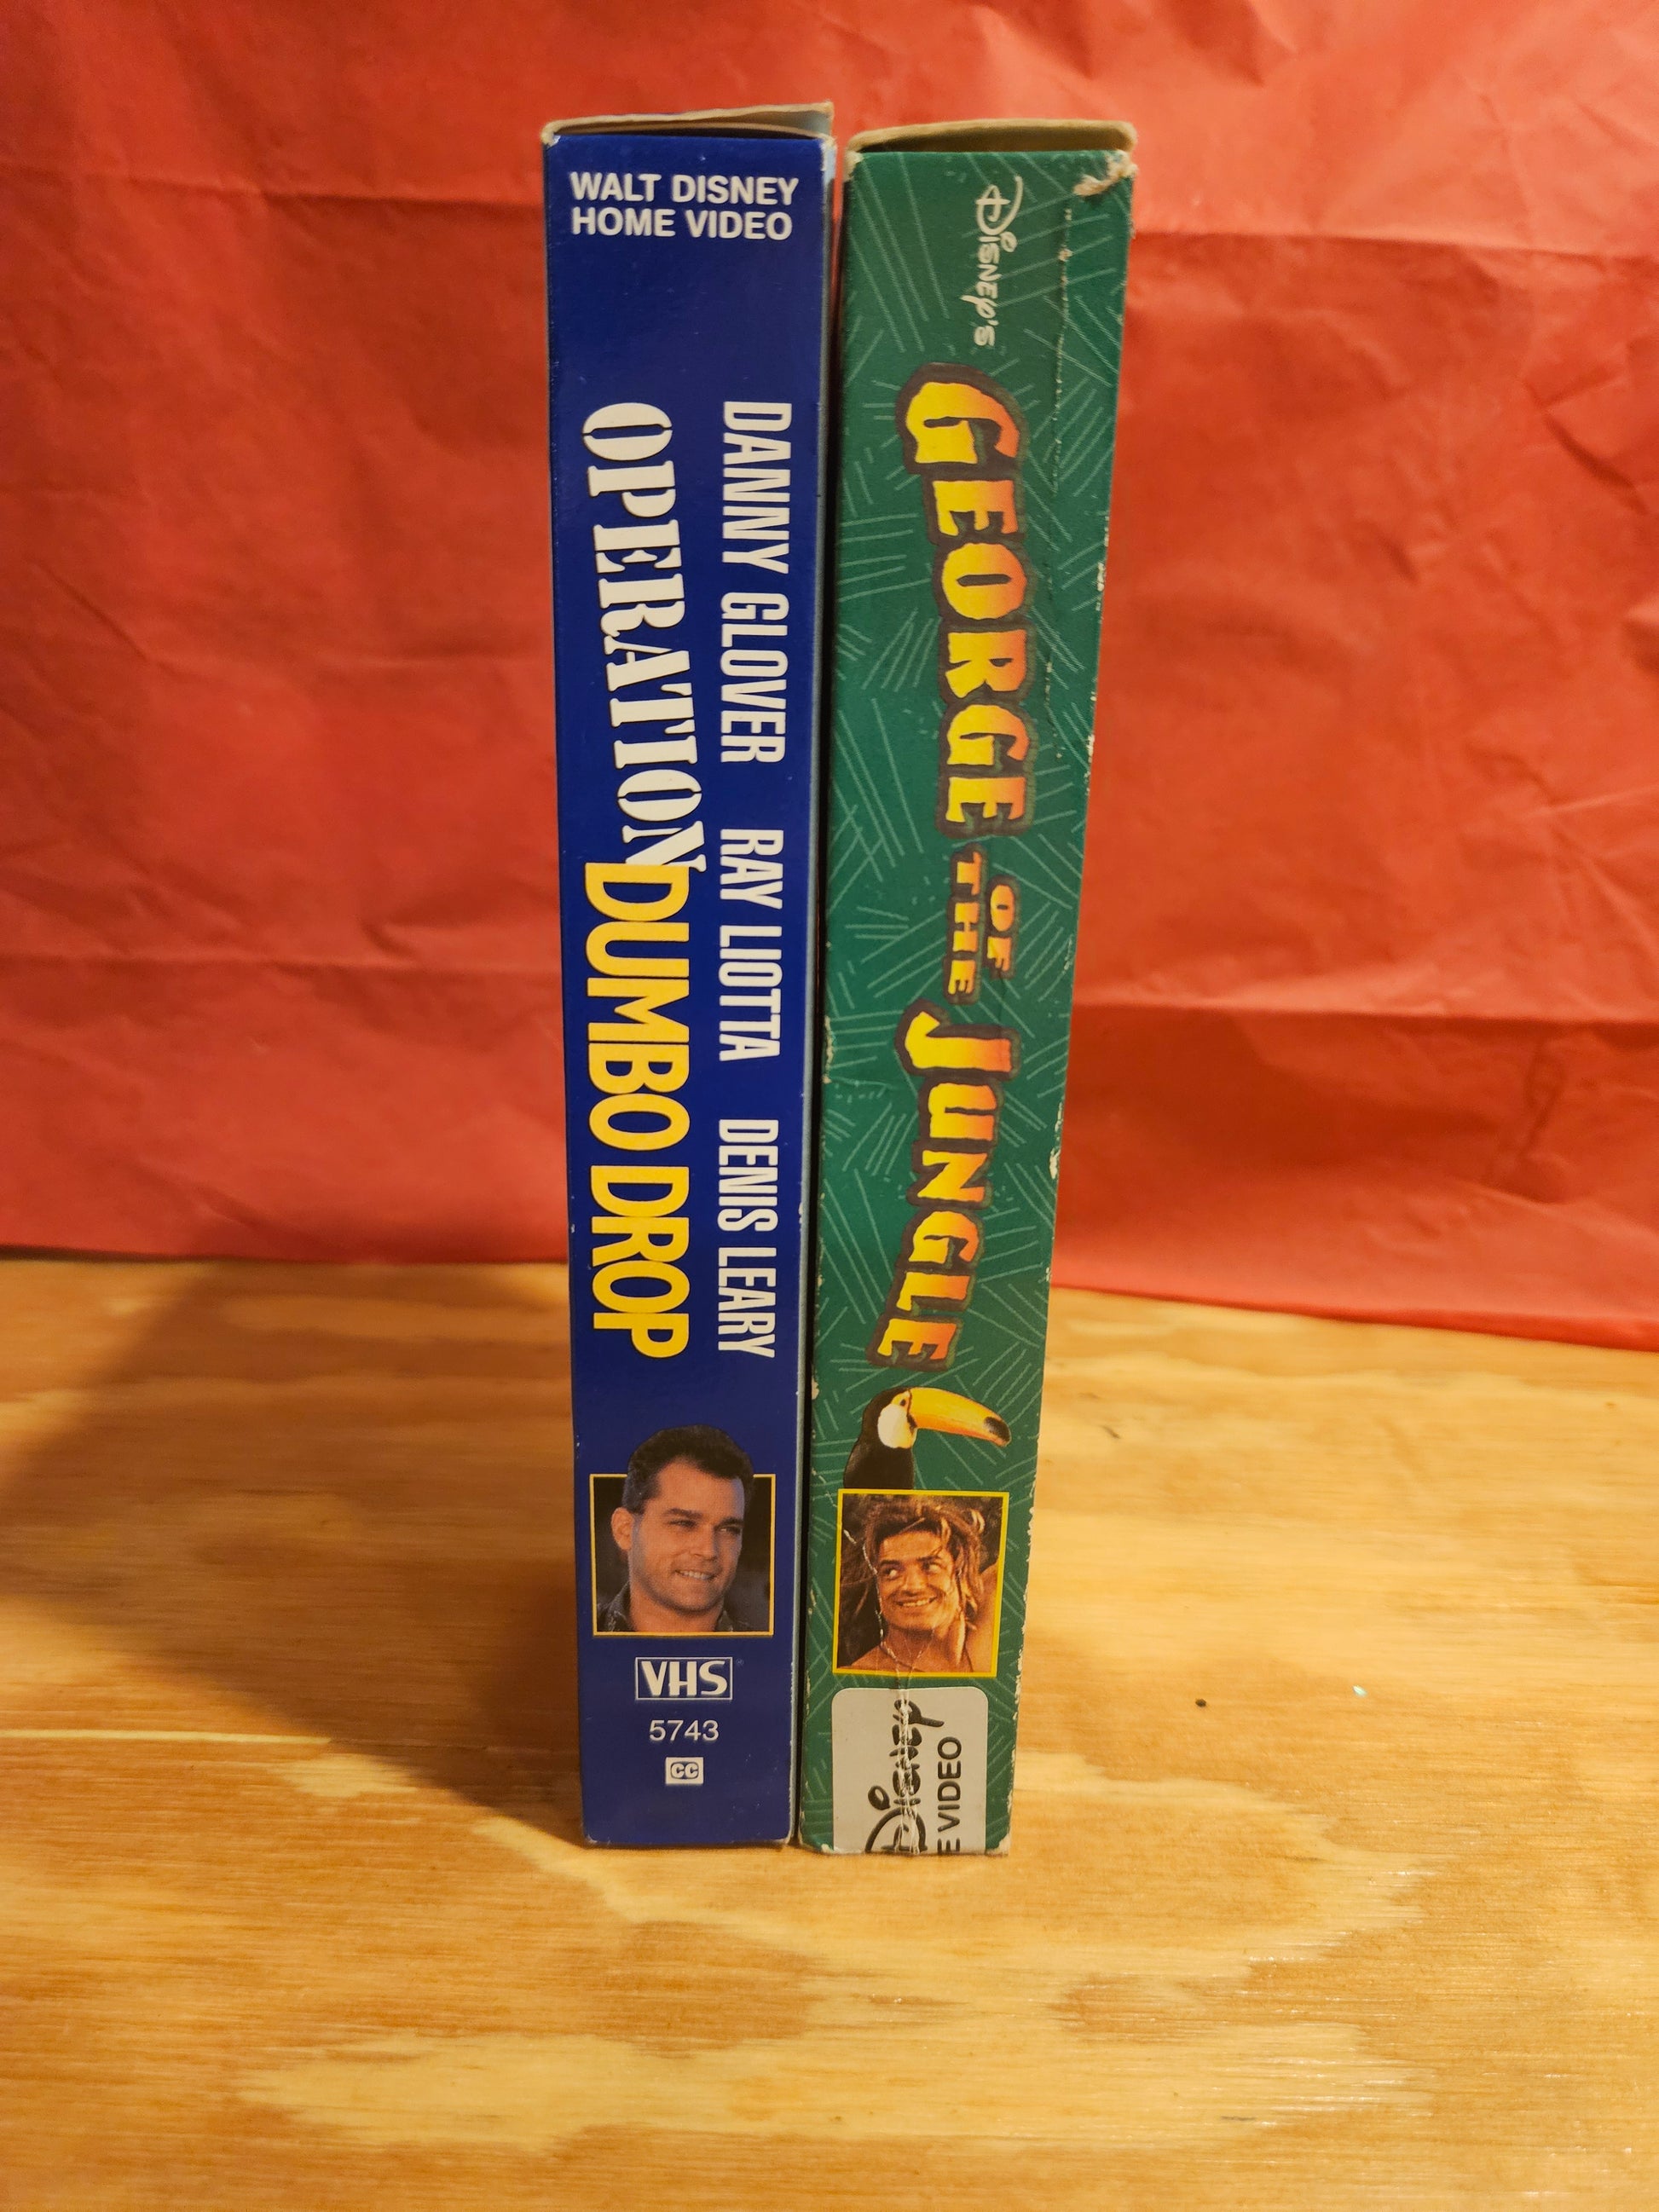 WALT DISNEY
HOME VIDEO
DANNY GLOVER RAY LIOTTA DENIS LEARY
OPERATION DUMBO DROP
VHS
5743
CC
Disney's
GEORGE OF THE JUNGLE
Disney
E VIDEO